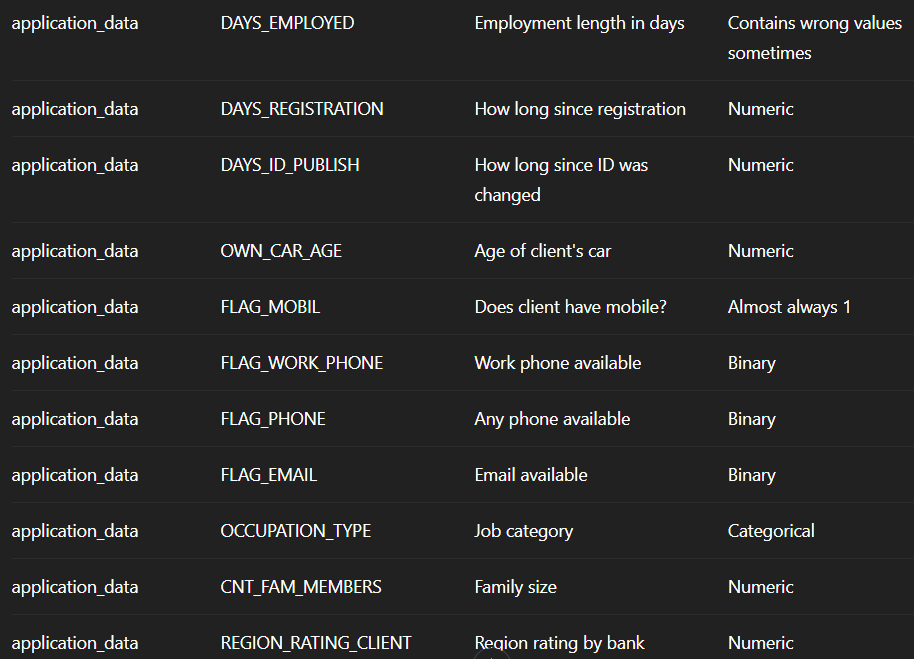 application_data DAYS_EMPLOYED Employment length in days Contains wrong values
sometimes
application_data DAYS_REGISTRATION How long since registration Numeric
application_data DAYS_ID_PUBLISH How long since ID was Numeric
changed
application_data OWN_CAR_AGE Age of client's car Numeric
application_data FLAG_MOBIL Does client have mobile? Almost always 1
application_data FLAG_WORK_PHONE Work phone available Binary
application_data FLAG_PHONE Any phone available Binary
application_data FLAG_EMAIL Email available Binary
application_data OCCUPATION_TYPE Job category Categorical
application_data CNT_FAM_MEMBERS Family size Numeric
application_data REGION_RATING_CLIENT Region rating by bank Numeric